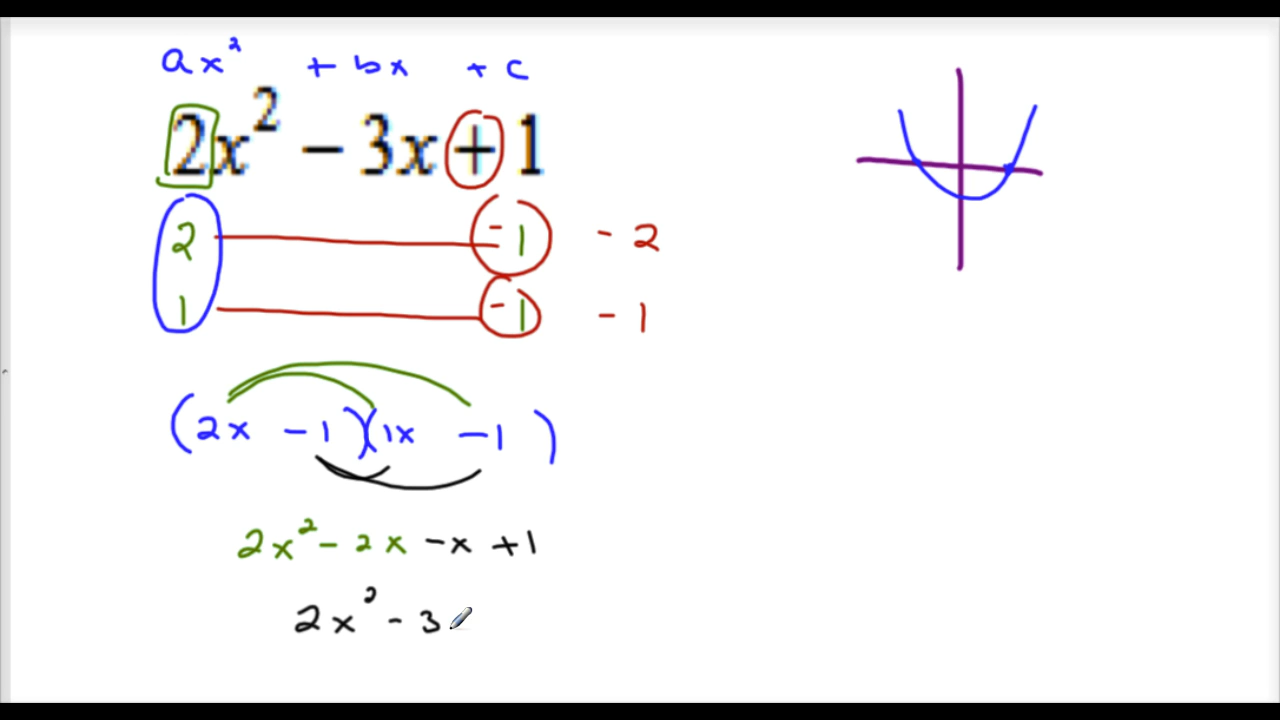 ax² + bx + c
2x² − 3x + 1
2 -1 - 2
1 -1 - 1
(2x - 1)(1x - 1)
2x² - 2x - x + 1
2x² - 3